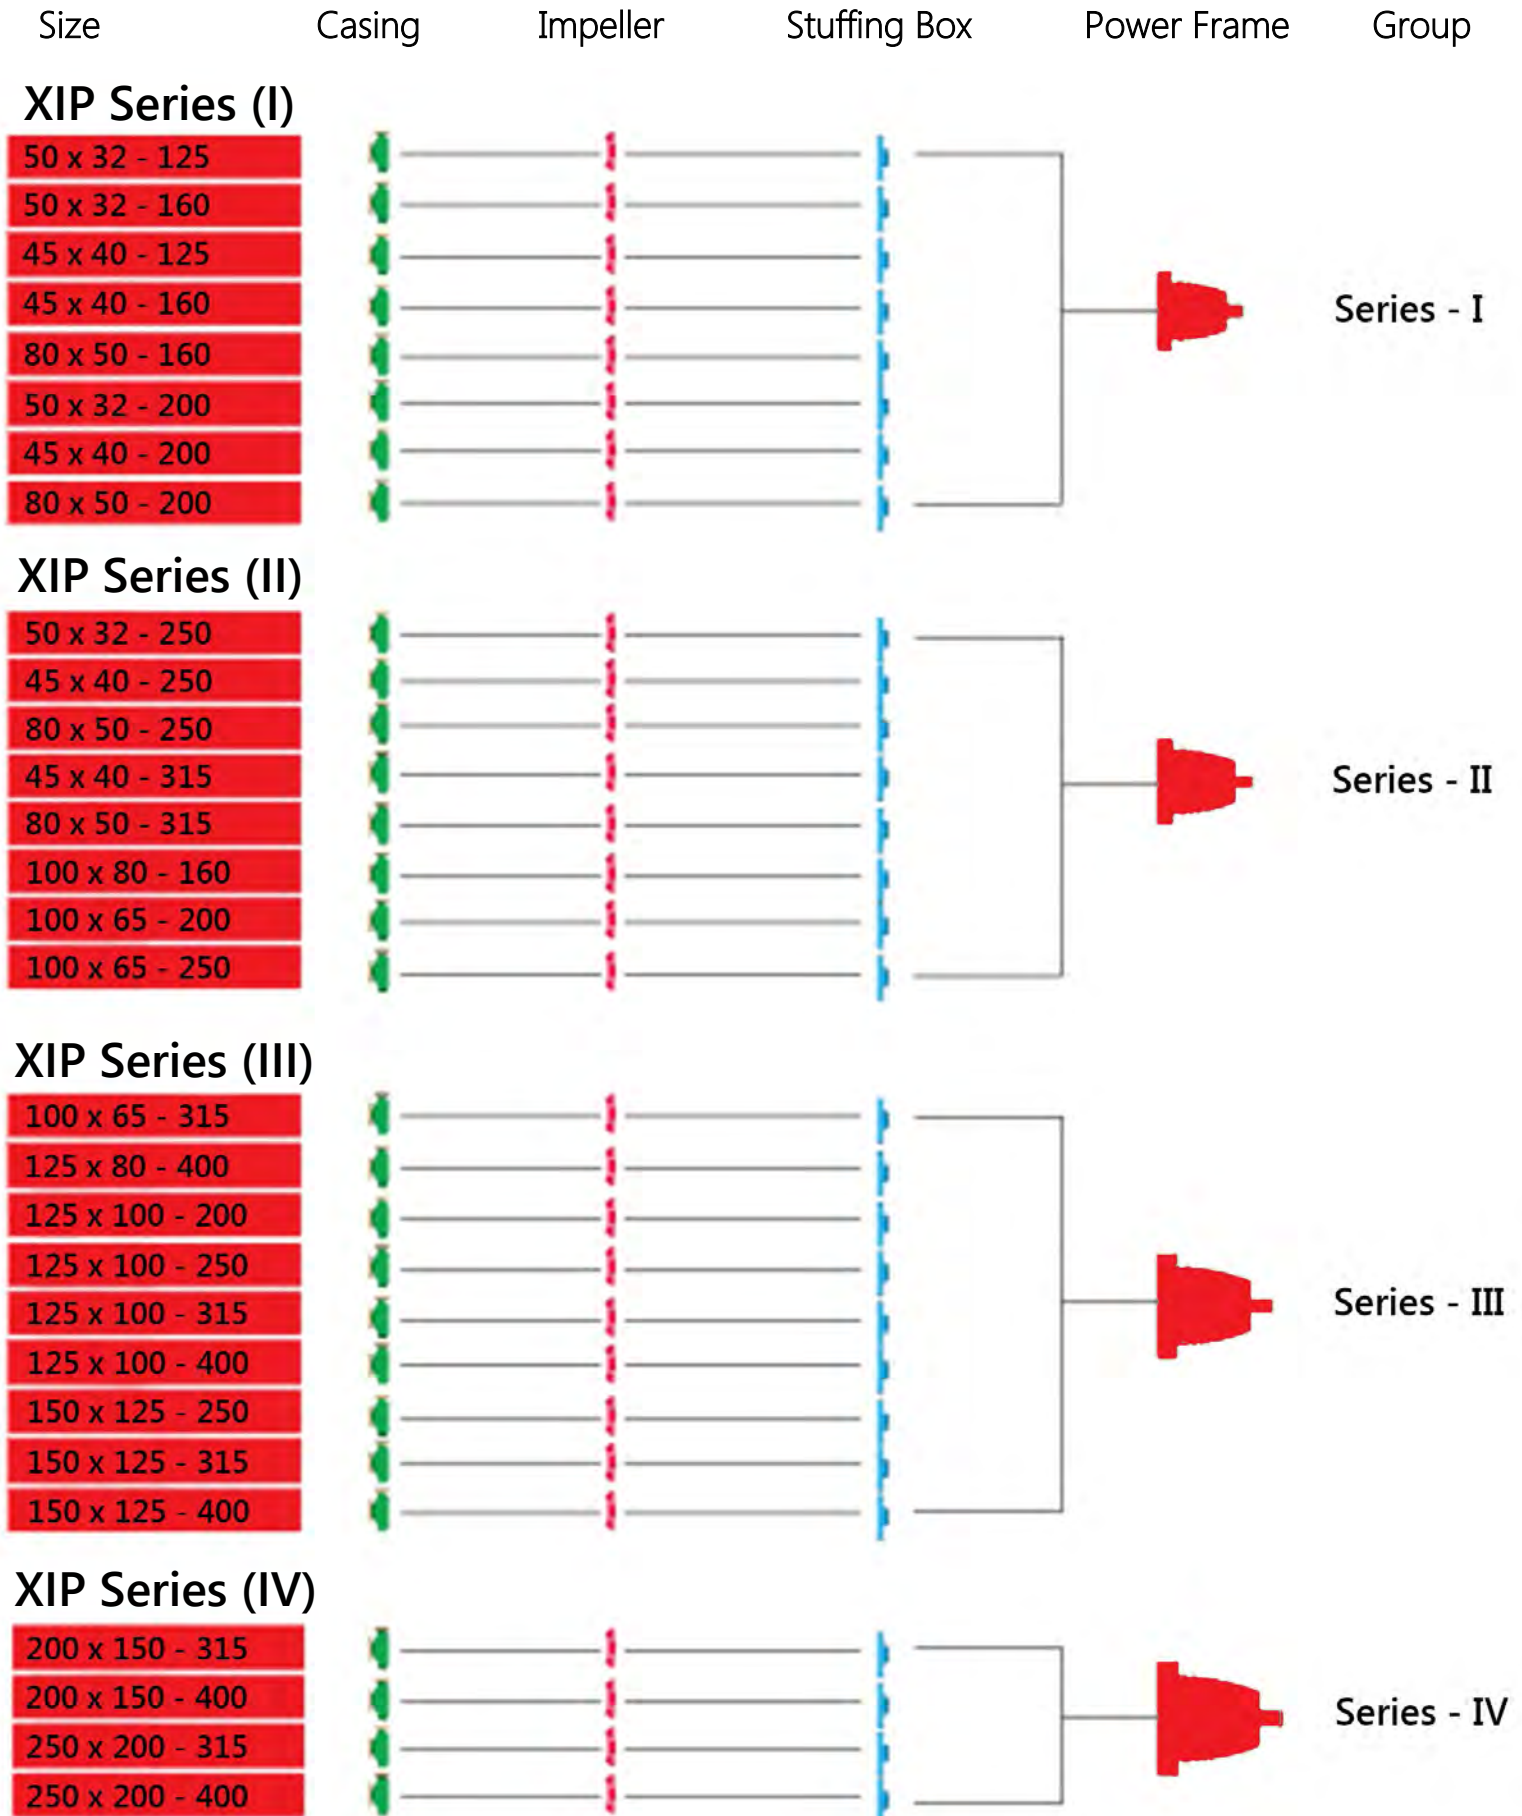 Size Casing Impeller Stuffing Box Power Frame Group
XIP Series (I)
50 x 32 - 125
50 x 32 - 160
45 x 40 - 125
45 x 40 - 160
80 x 50 - 160
50 x 32 - 200
45 x 40 - 200
80 x 50 - 200
Series - I
XIP Series (II)
50 x 32 - 250
45 x 40 - 250
80 x 50 - 250
45 x 40 - 315
80 x 50 - 315
100 x 80 - 160
100 x 65 - 200
100 x 65 - 250
Series - II
XIP Series (III)
100 x 65 - 315
125 x 80 - 400
125 x 100 - 200
125 x 100 - 250
125 x 100 - 315
125 x 100 - 400
150 x 125 - 250
150 x 125 - 315
150 x 125 - 400
Series - III
XIP Series (IV)
200 x 150 - 315
200 x 150 - 400
250 x 200 - 315
250 x 200 - 400
Series - IV